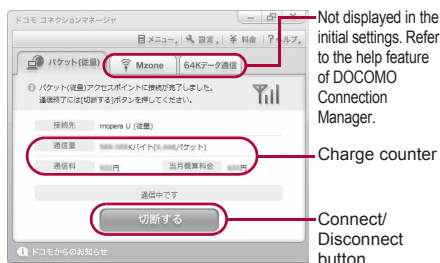 ドコモ コネクションマネージャ
メニュー, 設定, ¥ 料金 ? ヘルプ,
パケット(従量) Mzone 64Kデータ通信
パケット(従量)アクセスポイントに接続が完了しました。
通信終了には[切断する]ボタンを押してください。
接続先 mopera U (従量)
通信量 Kバイト( パケット)
通信料 円 当月概算料金 円
通信中です
切断する
ドコモからのお知らせ
Not displayed in the
initial settings. Refer
to the help feature
of DOCOMO
Connection
Manager.
Charge counter
Connect/
Disconnect
button